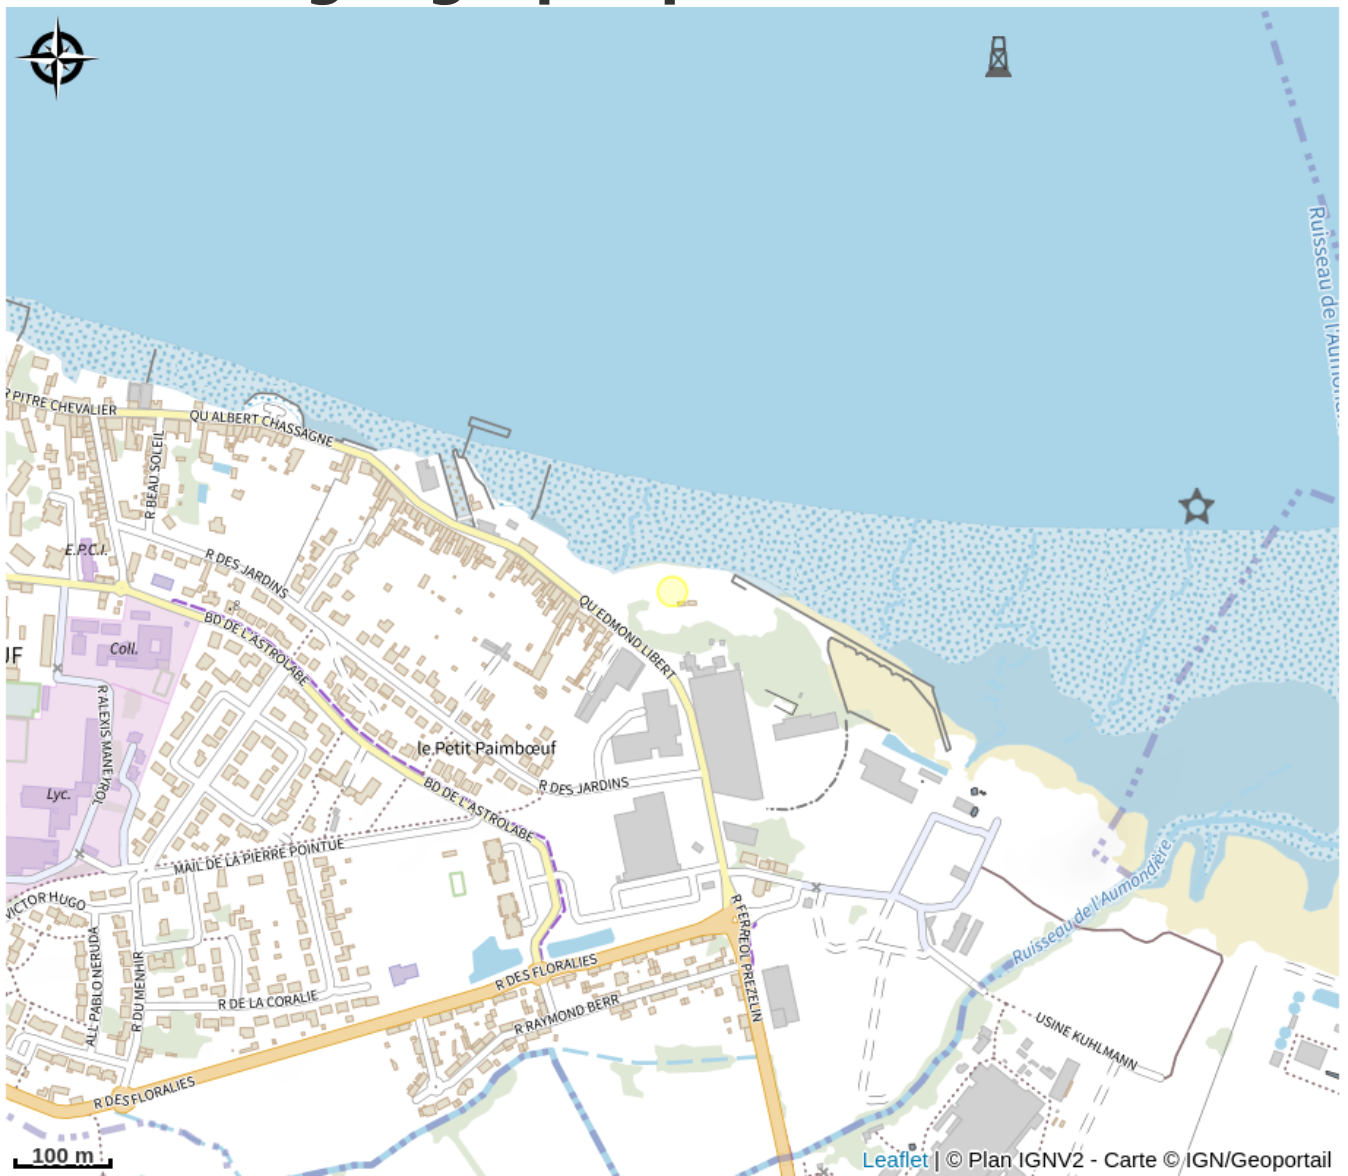 Ruisseau de l'Aumon
R PITRE CHEVALIER
QU ALBERT CHASSAGNE
R BEAU SOLEIL
E.P.C.I.
R DES JARDINS
BD DE L'ASTROLABE
QU EDMOND LIBERT
Coll.
R ALEXIS MANEYROL
le Petit Paimbœuf
R DES JARDINS
BD DE L'ASTROLABE
Lyc.
MAIL DE LA PIERRE POINTUE
VICTOR HUGO
R FERREOL PREZELIN
Ruisseau de l'Aumondière
ALL PABLO NERUDA
R DU MENHIR
R DES FLORALIES
R DE LA CORALIE
R RAYMOND BERR
USINE KUHLMANN
R DES FLORALIES
100 m
Leaflet | © Plan IGNV2 - Carte © IGN/Geoportail